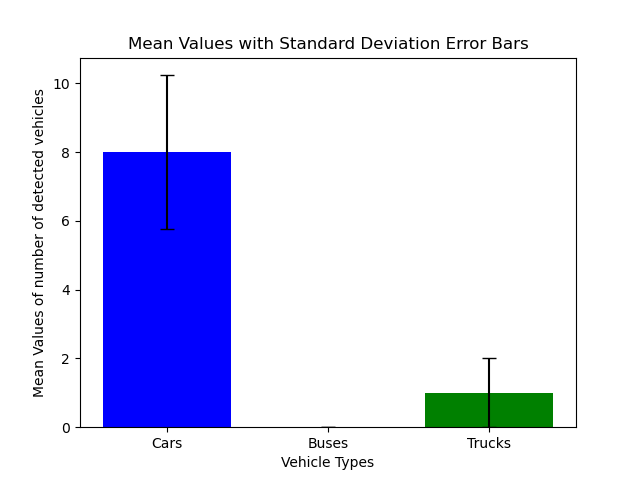 Mean Values with Standard Deviation Error Bars
Mean Values of number of detected vehicles
10
8
6
4
2
0
Cars Buses Trucks
Vehicle Types